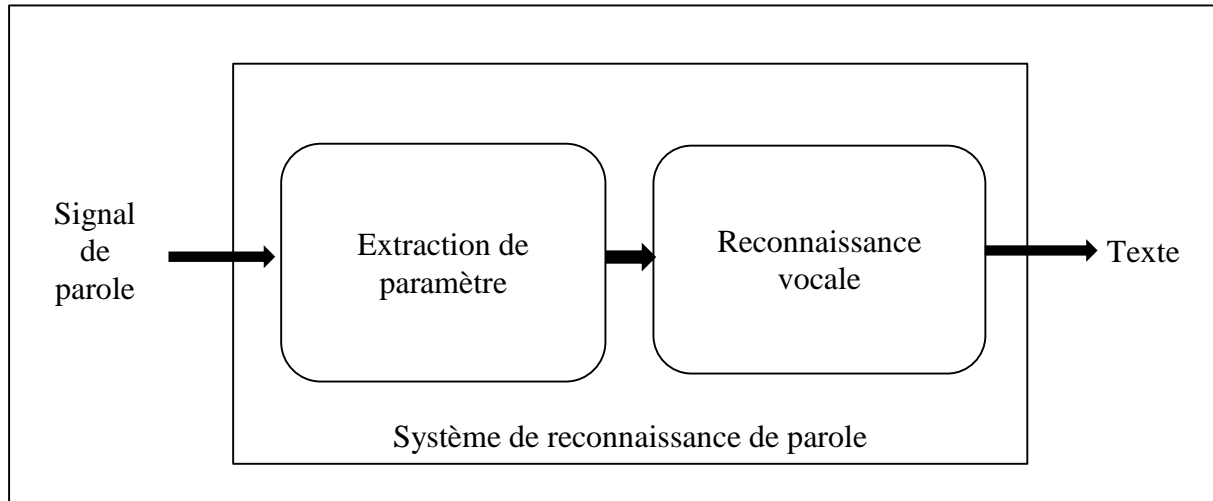 Signal
de
parole
Extraction de
paramètre
Reconnaissance
vocale
Texte
Système de reconnaissance de parole